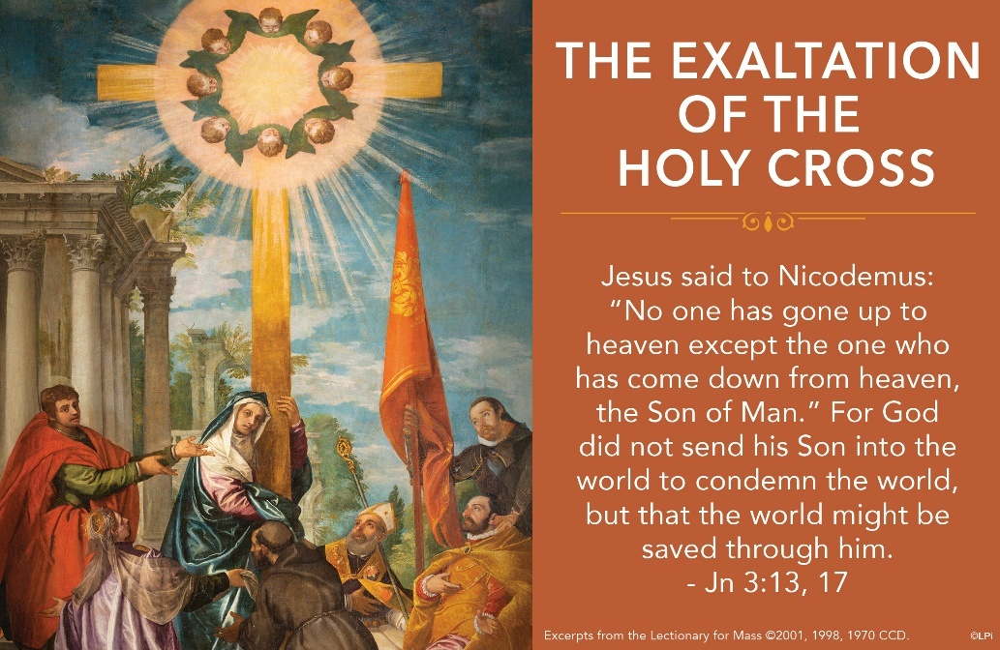 THE EXALTATION
OF THE
HOLY CROSS
Jesus said to Nicodemus:
“No one has gone up to
heaven except the one who
has come down from heaven,
the Son of Man.” For God
did not send his Son into the
world to condemn the world,
but that the world might be
saved through him.
- Jn 3:13, 17
Excerpts from the Lectionary for Mass ©2001, 1998, 1970 CCD.
©LPi